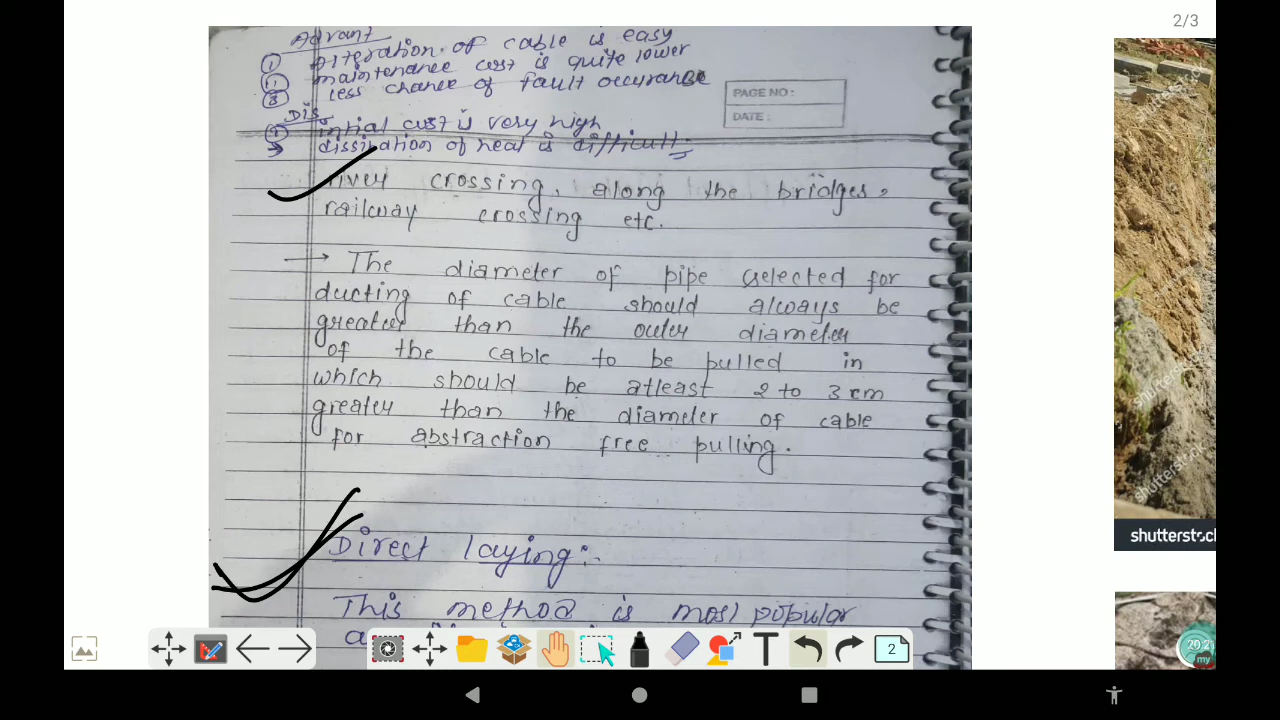 2/3
Advant
① Alteration of cable is easy
② maintenance cost is quite lower
③ less chance of fault occurance
PAGE NO :
DATE :
Dis
① intial cost is very high
→ dissipation of heat is difficult
river crossing, along the bridges,
railway crossing etc.
→ The diameter of pipe selected for
ducting of cable should always be
greater than the outer diameter
of the cable to be pulled in
which should be atleast 2 to 3 cm
greater than the diameter of cable
for abstraction free pulling.
Direct laying :-
This method is most popular
shutterstock
T
2